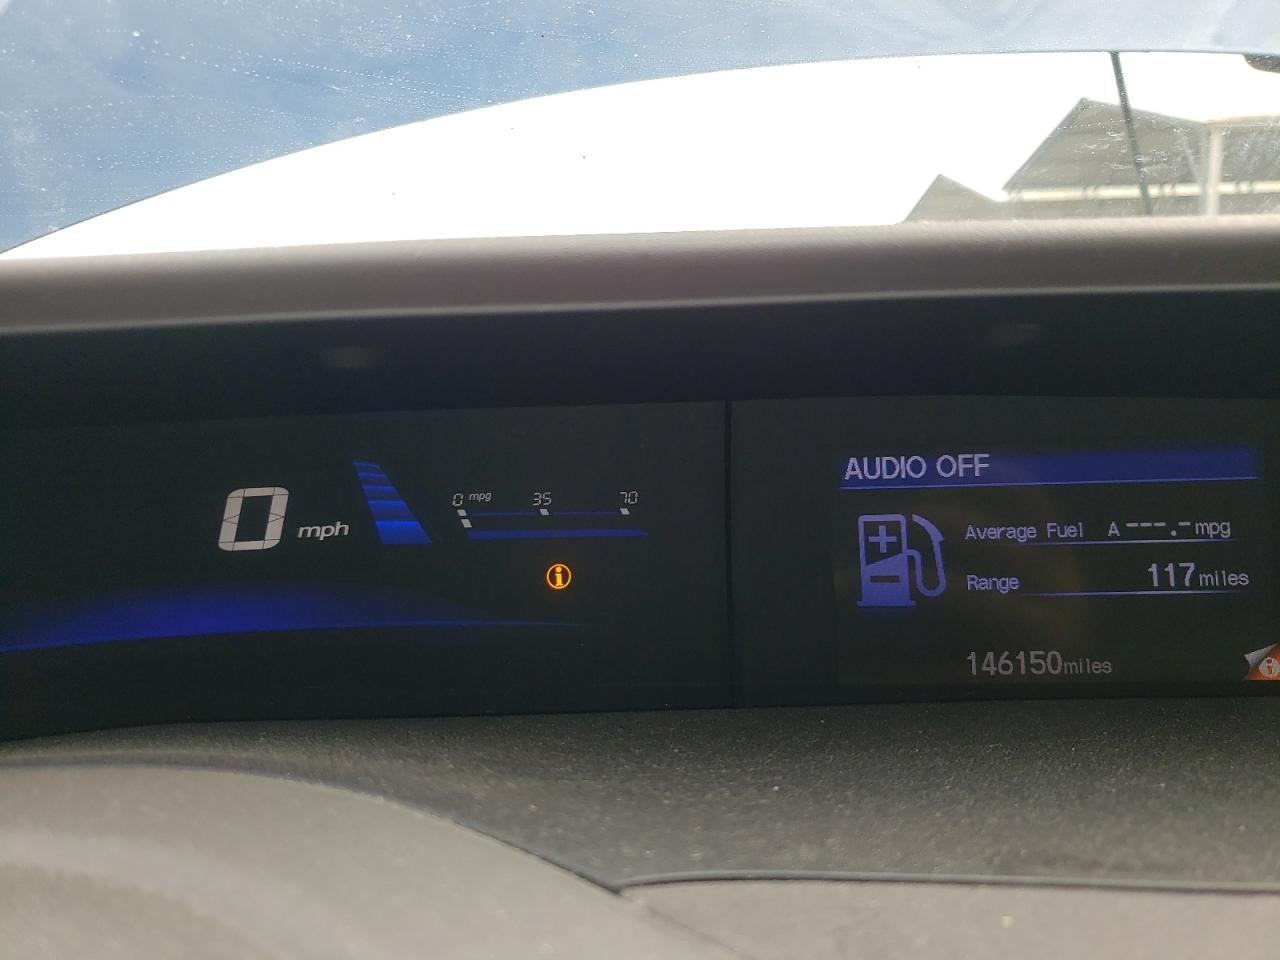 0 mph
0 mpg 35 70
i
AUDIO OFF
Average Fuel A ---.- mpg
Range 117 miles
146150 miles
i